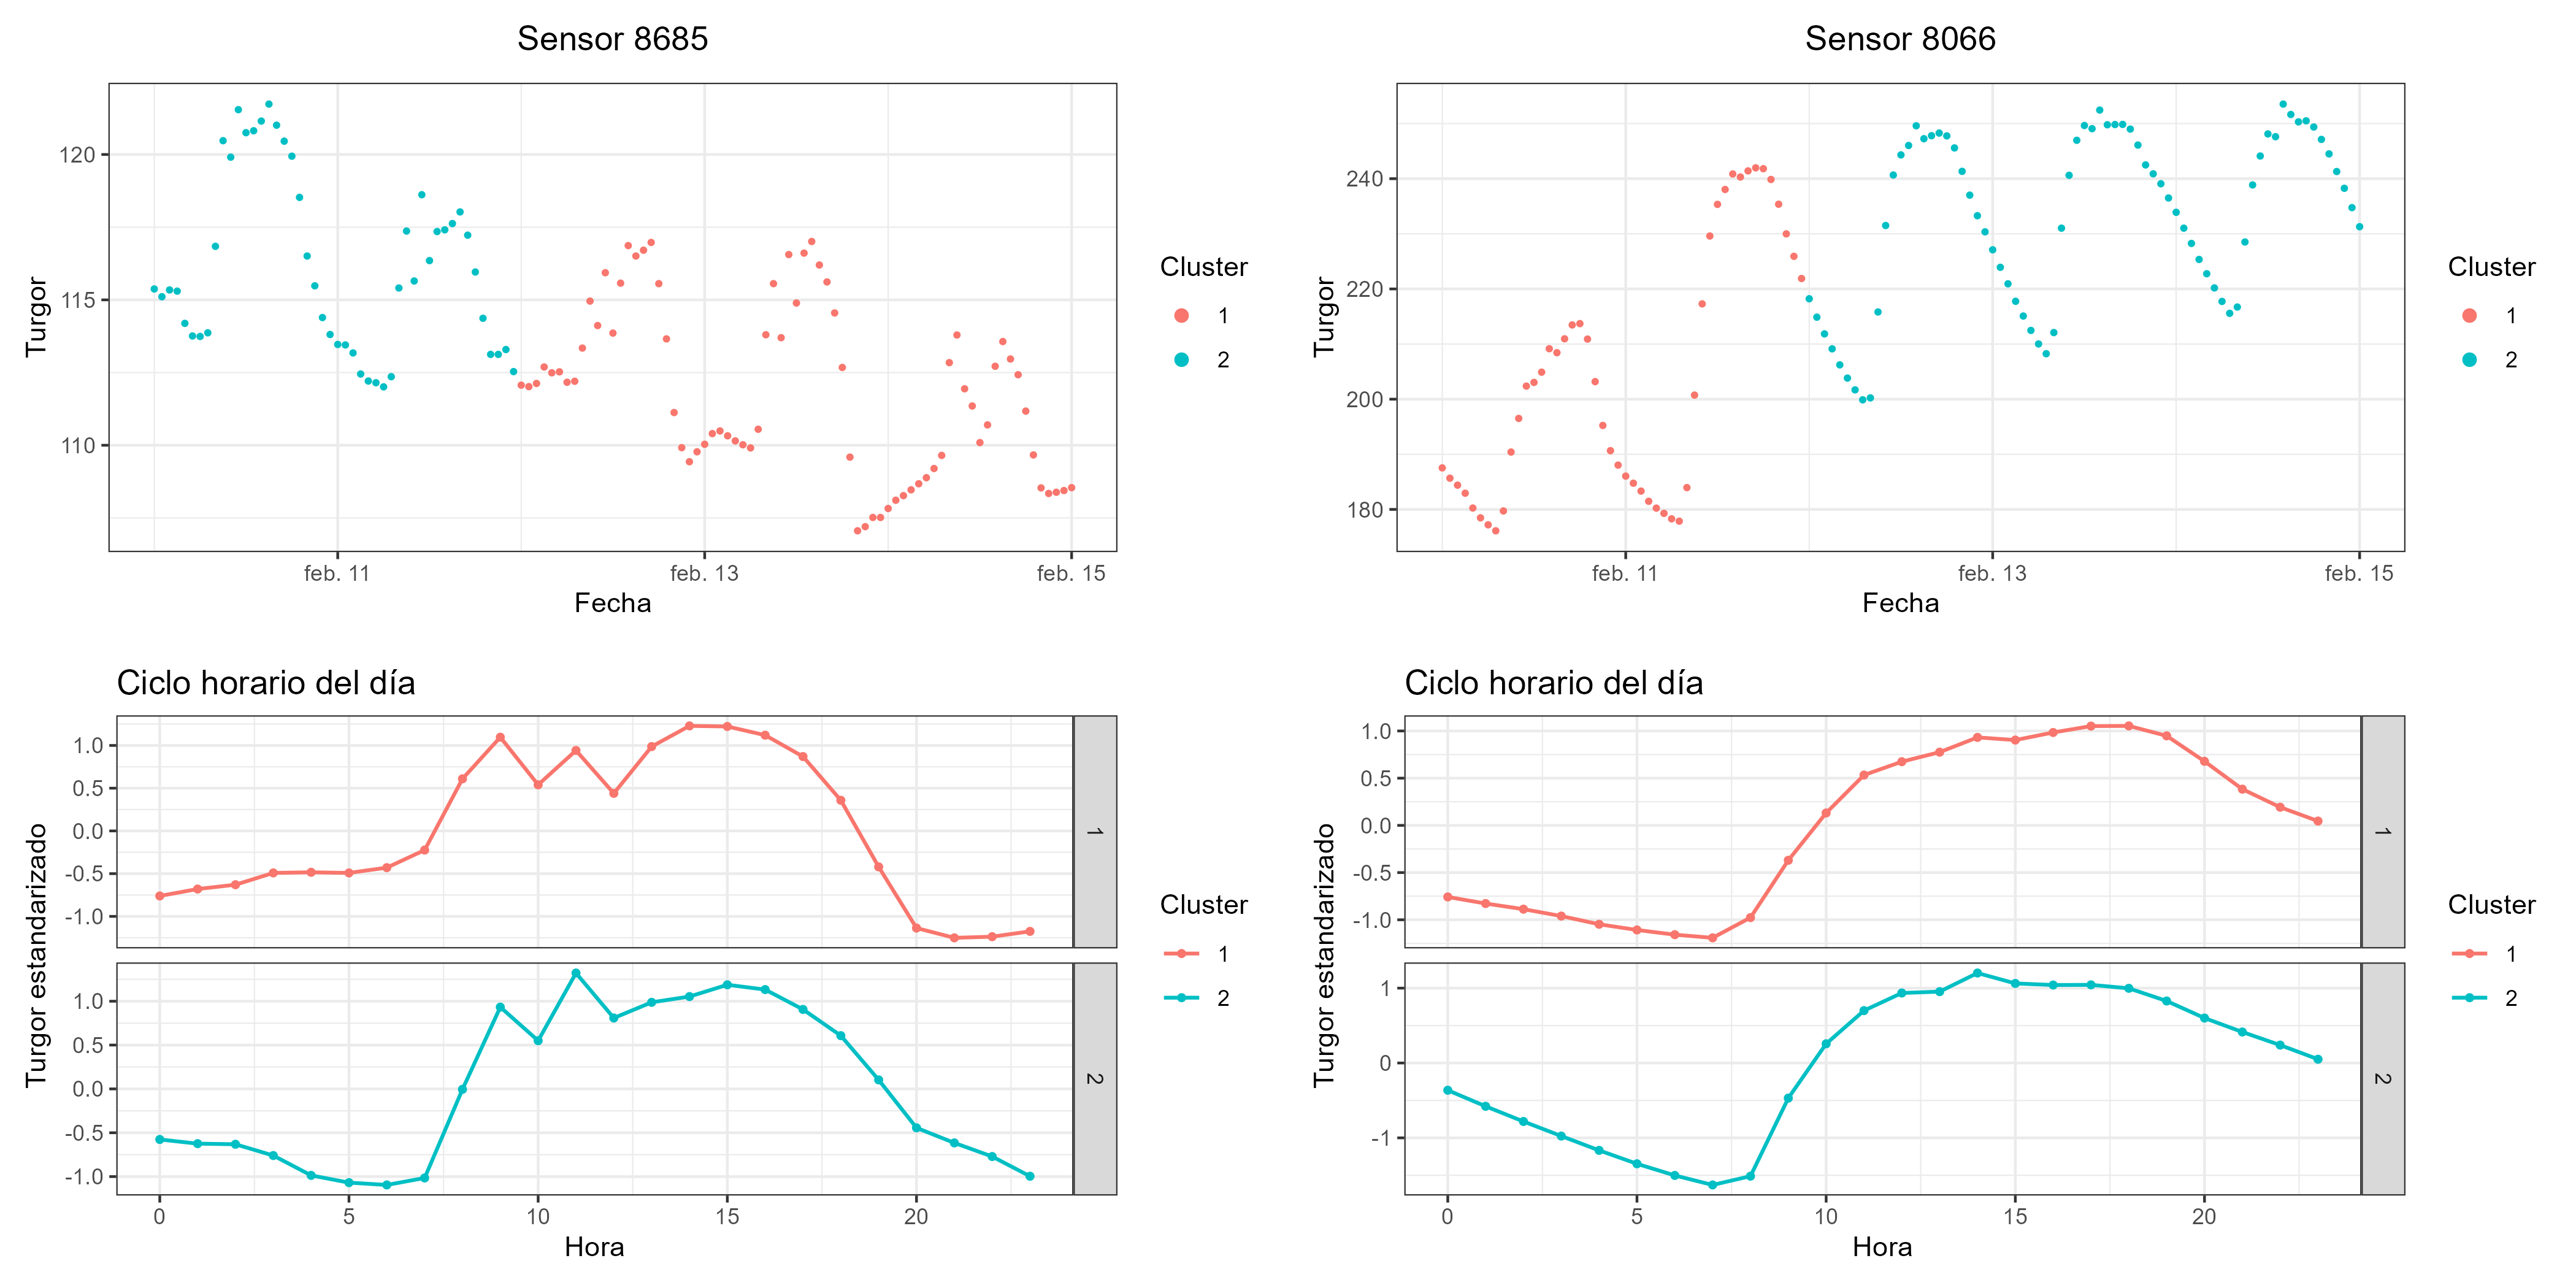 Sensor 8685
120
115
110
Turgor
feb. 11
feb. 13
feb. 15
Fecha
Cluster
1
2
Sensor 8066
240
220
200
180
Turgor
feb. 11
feb. 13
feb. 15
Fecha
Cluster
1
2
Ciclo horario del día
1.0
0.5
0.0
-0.5
-1.0
1
1.0
0.5
0.0
-0.5
-1.0
2
Turgor estandarizado
0
5
10
15
20
Hora
Cluster
1
2
Ciclo horario del día
1.0
0.5
0.0
-0.5
-1.0
1
1
0
-1
2
Turgor estandarizado
0
5
10
15
20
Hora
Cluster
1
2